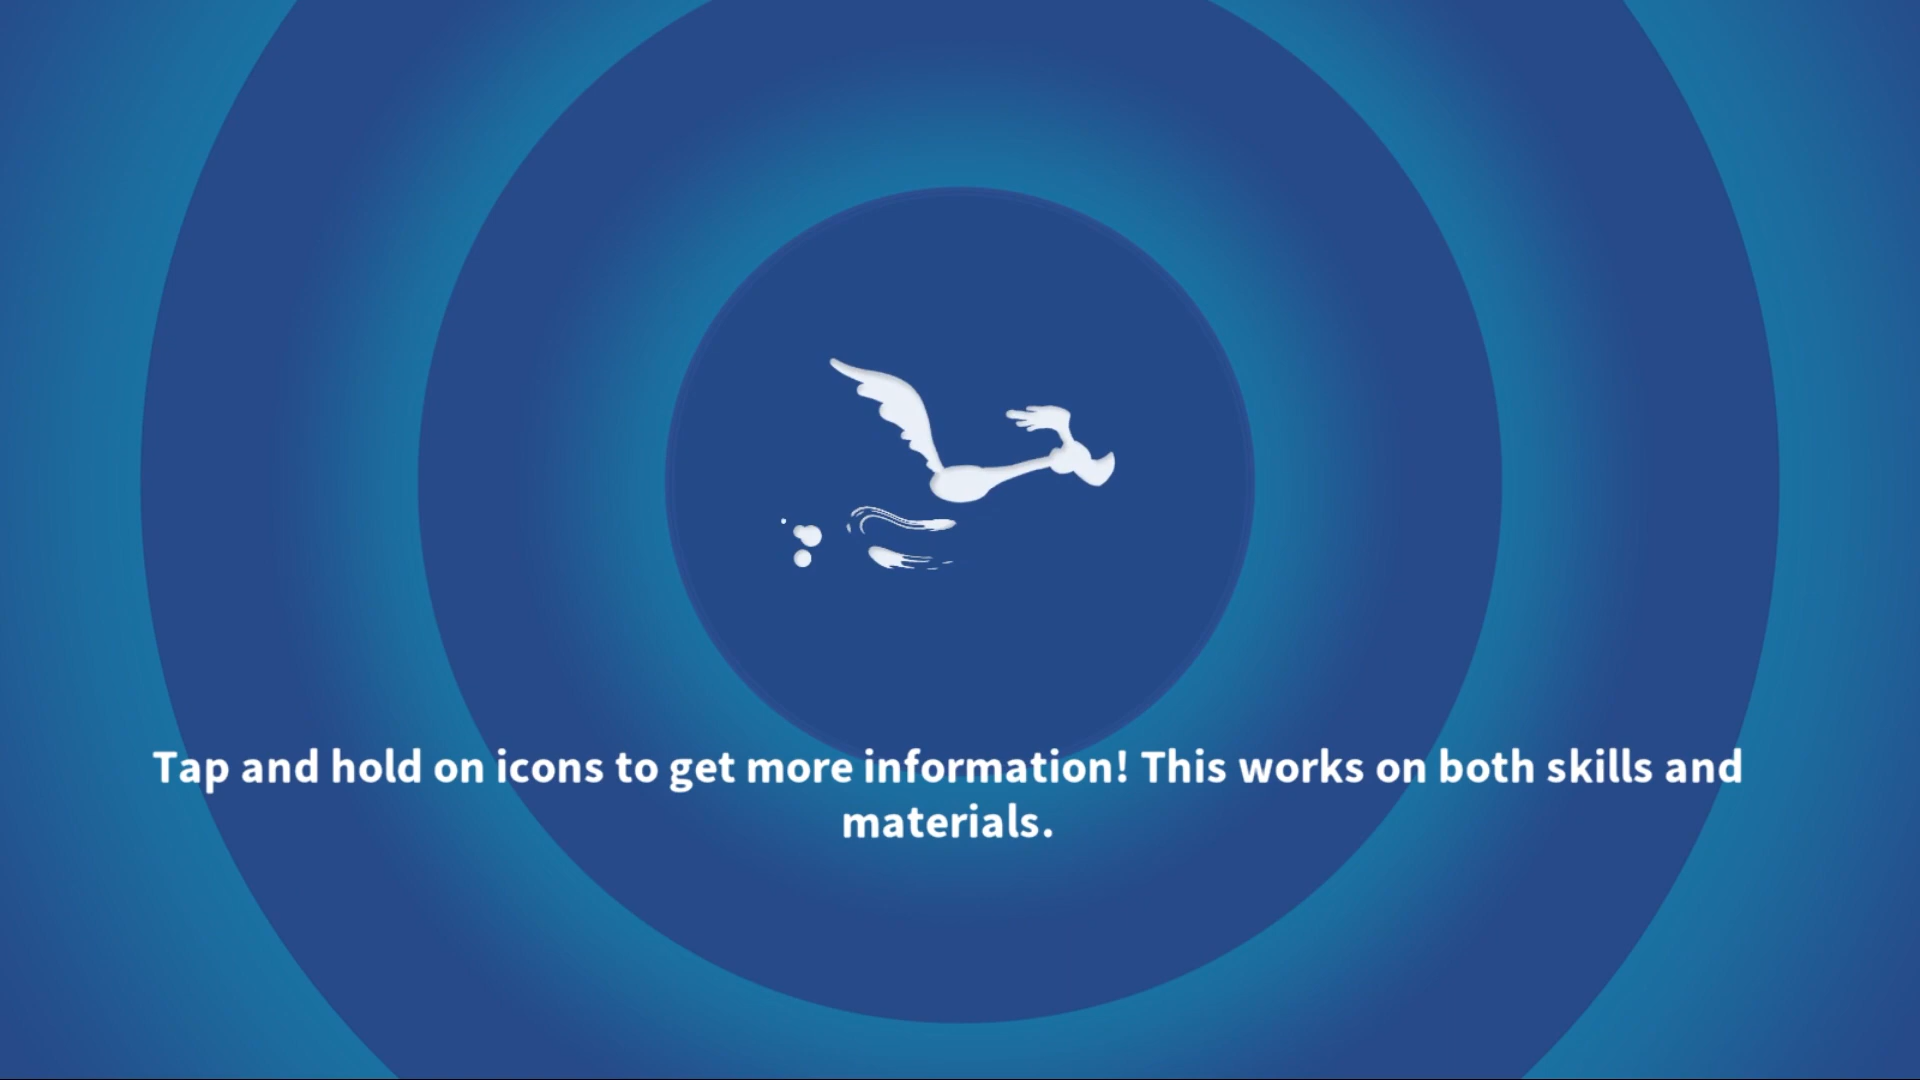 Tap and hold on icons to get more information! This works on both skills and
materials.